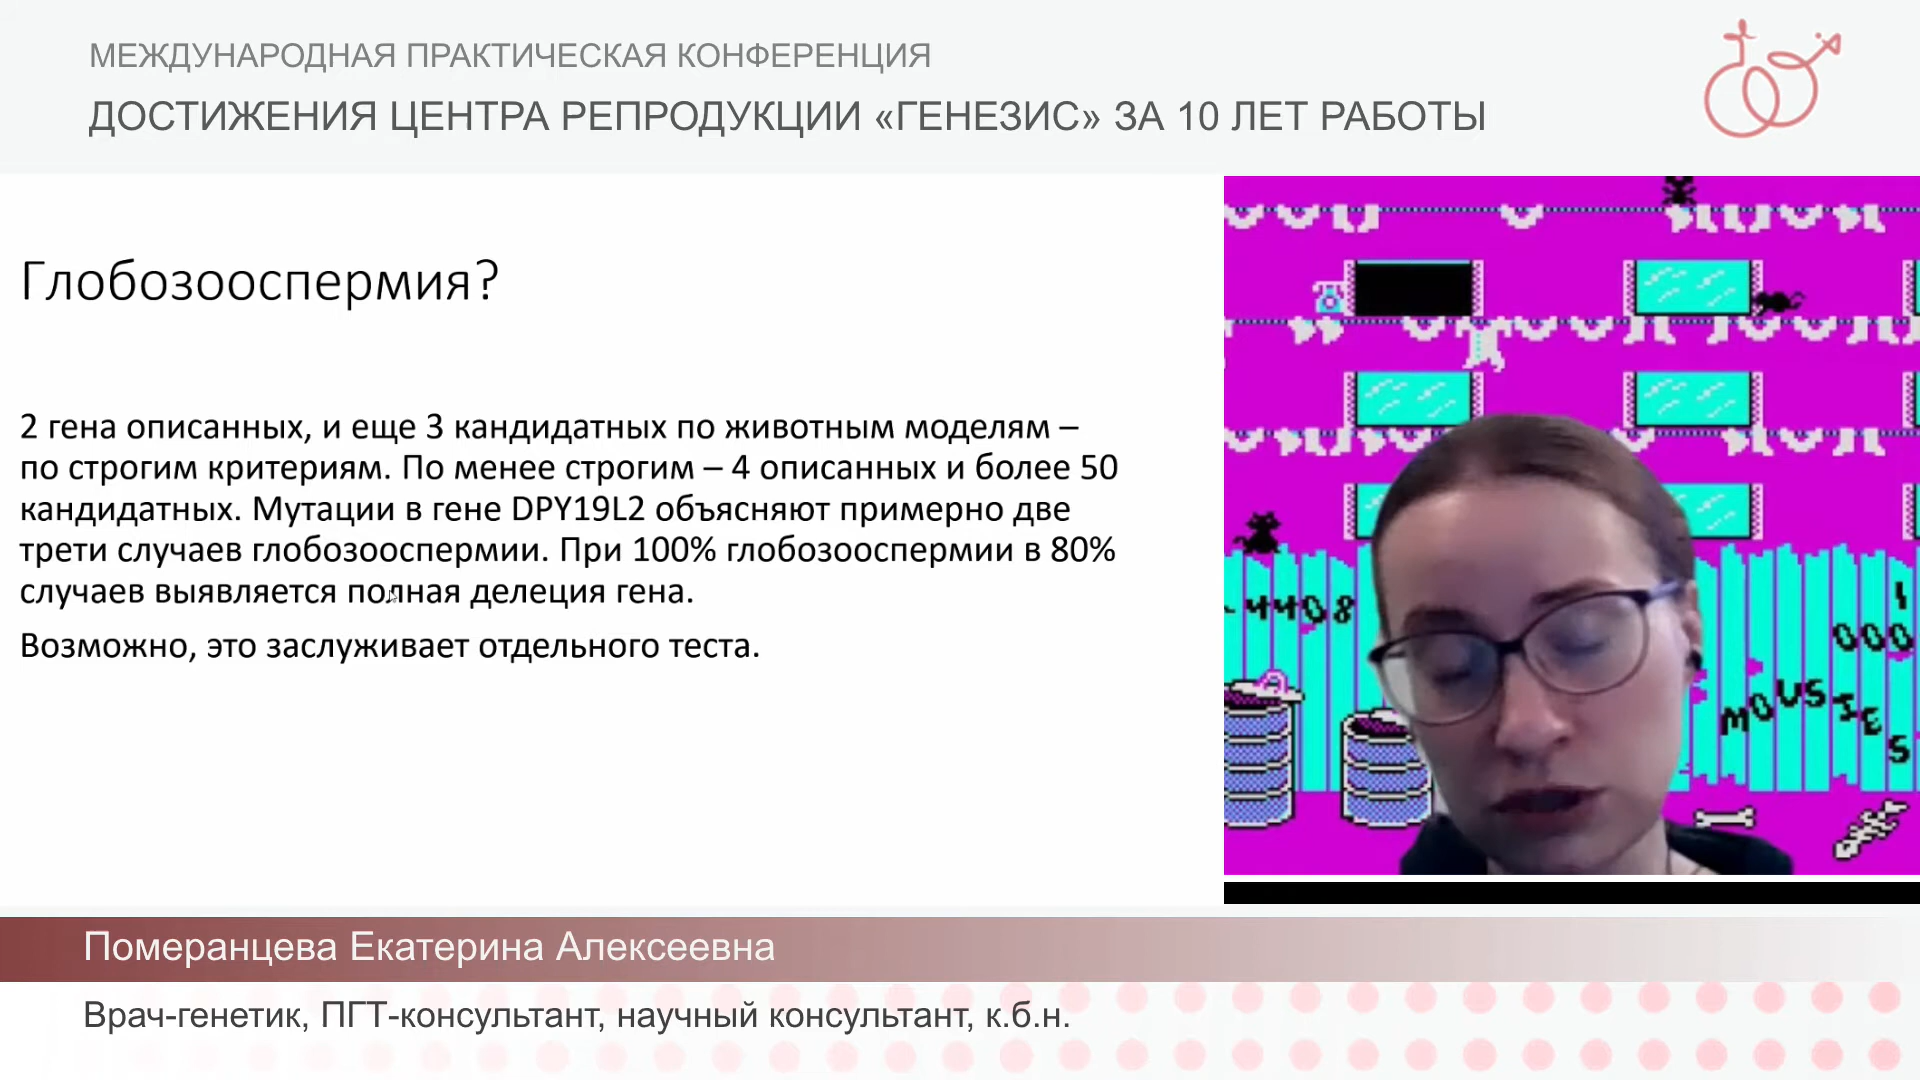 МЕЖДУНАРОДНАЯ ПРАКТИЧЕСКАЯ КОНФЕРЕНЦИЯ
ДОСТИЖЕНИЯ ЦЕНТРА РЕПРОДУКЦИИ «ГЕНЕЗИС» ЗА 10 ЛЕТ РАБОТЫ
Глобозооспермия?
2 гена описанных, и еще 3 кандидатных по животным моделям –
по строгим критериям. По менее строгим – 4 описанных и более 50
кандидатных. Мутации в гене DPY19L2 объясняют примерно две
трети случаев глобозооспермии. При 100% глобозооспермии в 80%
случаев выявляется полная делеция гена.
Возможно, это заслуживает отдельного теста.
4408
1
000
MOUSIES
Померанцева Екатерина Алексеевна
Врач-генетик, ПГТ-консультант, научный консультант, к.б.н.